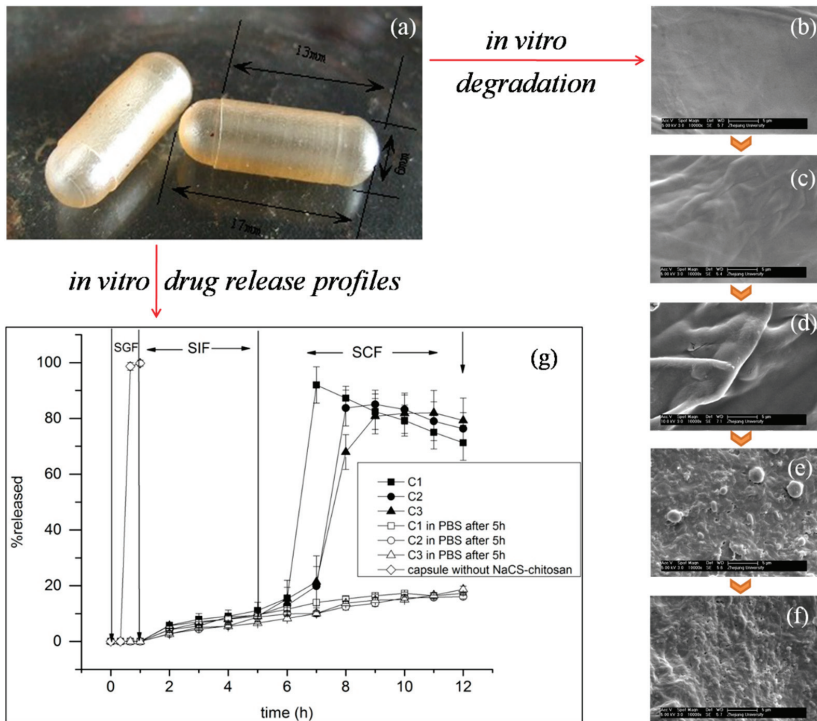 (a)
13mm
6mm
17mm
in vitro
degradation
(b)
Zhejiang University
(c)
Zhejiang University
(d)
Zhejiang University
(e)
Zhejiang University
(f)
Zhejiang University
in vitro drug release profiles
(g)
SGF
SIF
SCF
100
80
60
40
20
0
%released
C1
C2
C3
C1 in PBS after 5h
C2 in PBS after 5h
C3 in PBS after 5h
capsule without NaCS-chitosan
0 2 4 6 8 10 12
time (h)